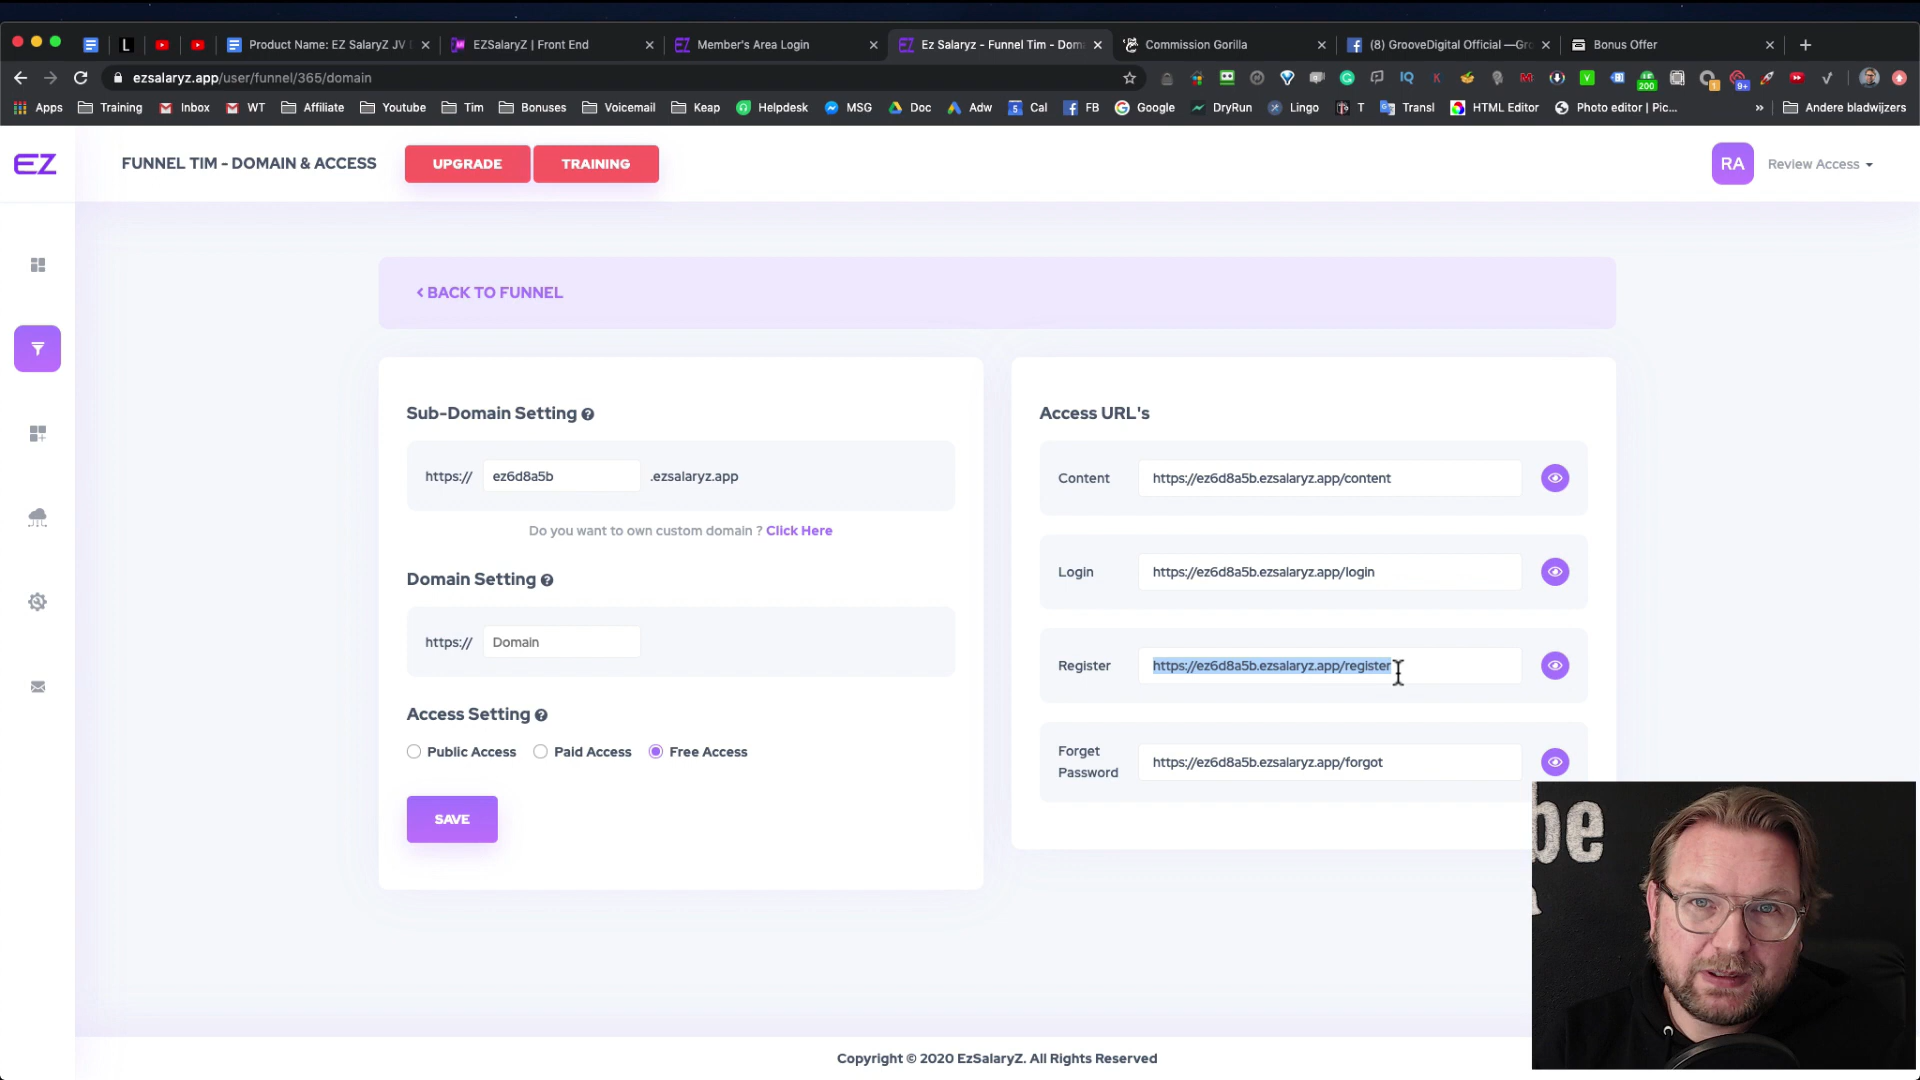 Product Name: EZ SalaryZ JV D
EZSalaryZ | Front End
Member's Area Login
Ez Salaryz - Funnel Tim - Dom
Commission Gorilla
(8) GrooveDigital Official —Gro
Bonus Offer
ezsalaryz.app/user/funnel/365/domain
Apps
Training
Inbox
WT
Affiliate
Youtube
Tim
Bonuses
Voicemail
Keap
Helpdesk
MSG
Doc
Adw
Cal
FB
Google
DryRun
Lingo
T
Transl
HTML Editor
Photo editor | Pic...
»
Andere bladwijzers
EZ
FUNNEL TIM - DOMAIN & ACCESS
UPGRADE
TRAINING
RA
Review Access
BACK TO FUNNEL
Sub-Domain Setting
https://
ez6d8a5b
.ezsalaryz.app
Do you want to own custom domain ? Click Here
Domain Setting
https://
Domain
Access Setting
Public Access
Paid Access
Free Access
SAVE
Access URL's
Content
https://ez6d8a5b.ezsalaryz.app/content
Login
https://ez6d8a5b.ezsalaryz.app/login
Register
https://ez6d8a5b.ezsalaryz.app/register
Forget
Password
https://ez6d8a5b.ezsalaryz.app/forgot
be
Copyright © 2020 EzSalaryZ. All Rights Reserved